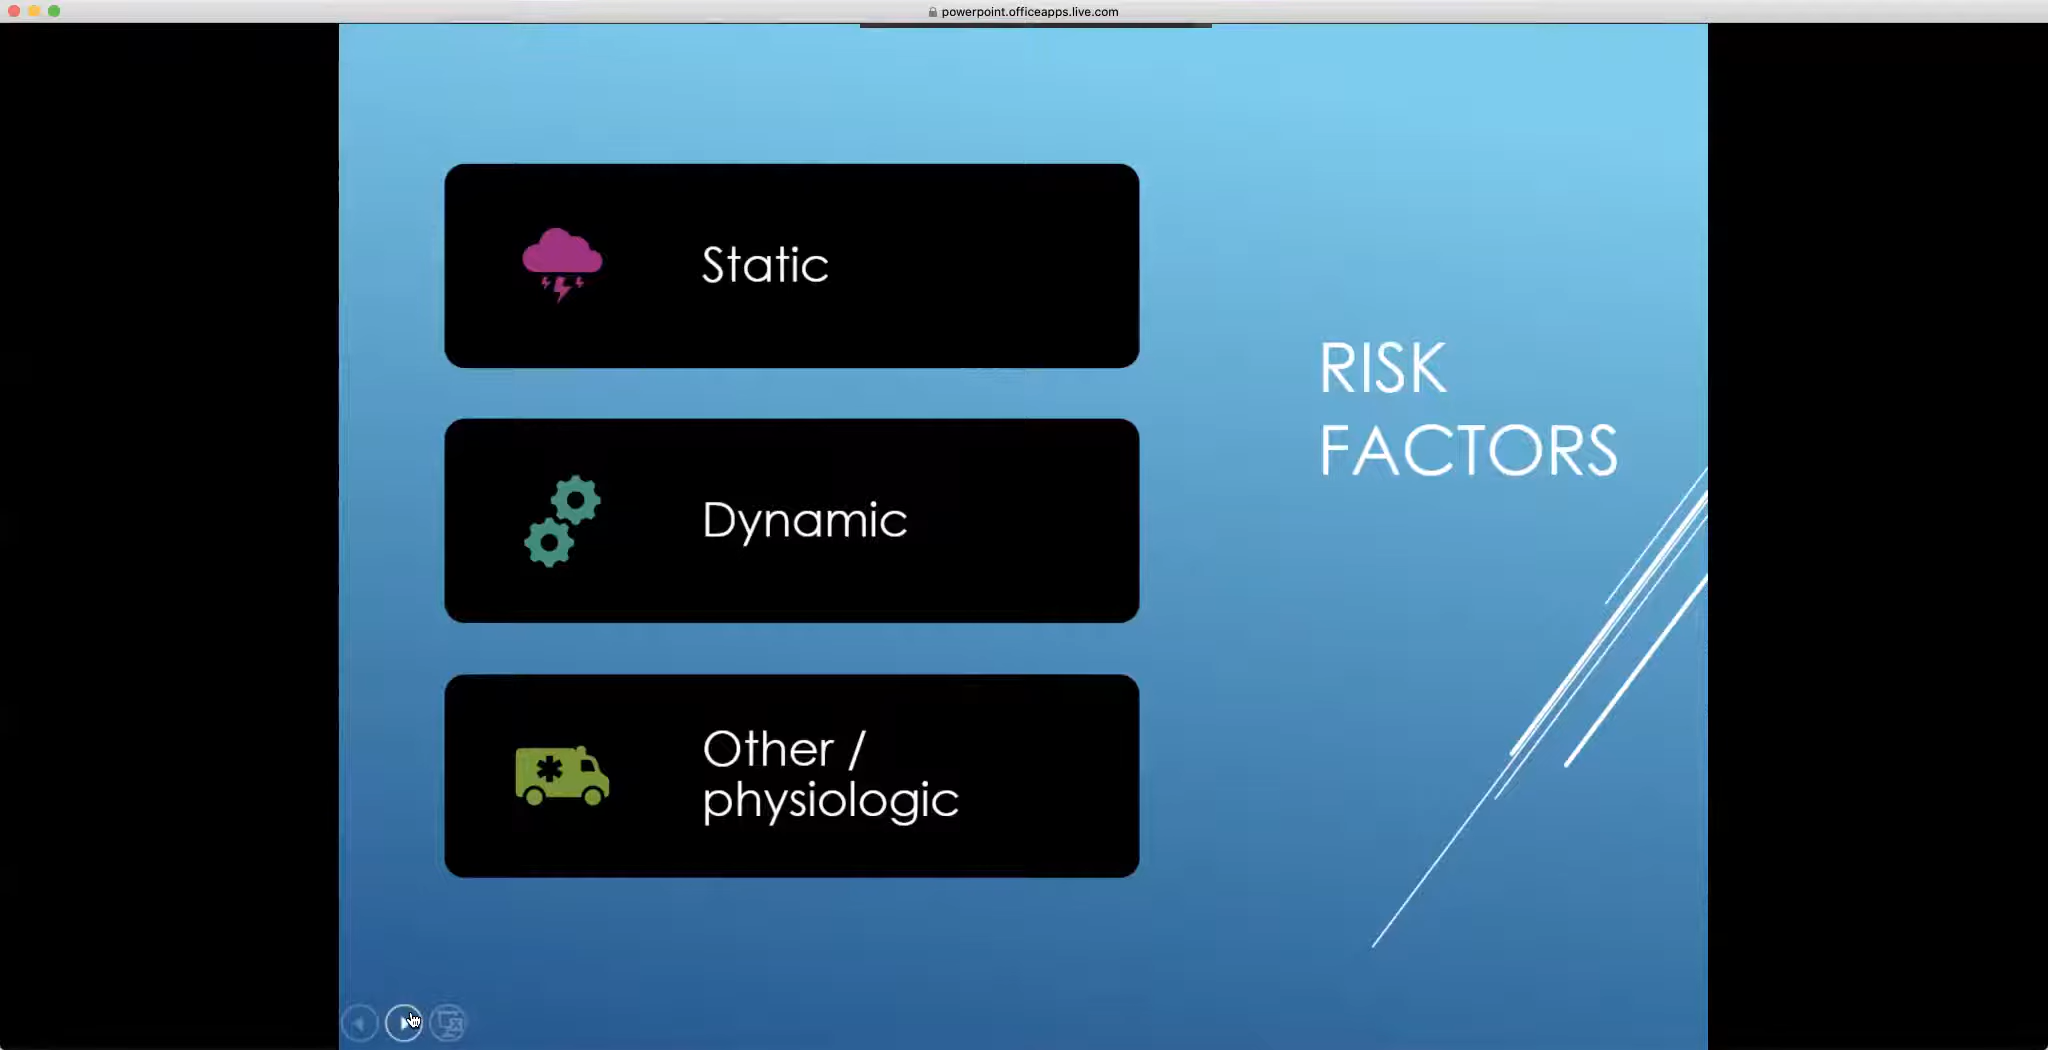 powerpoint.officeapps.live.com
Static
Dynamic
Other /
physiologic
RISK
FACTORS